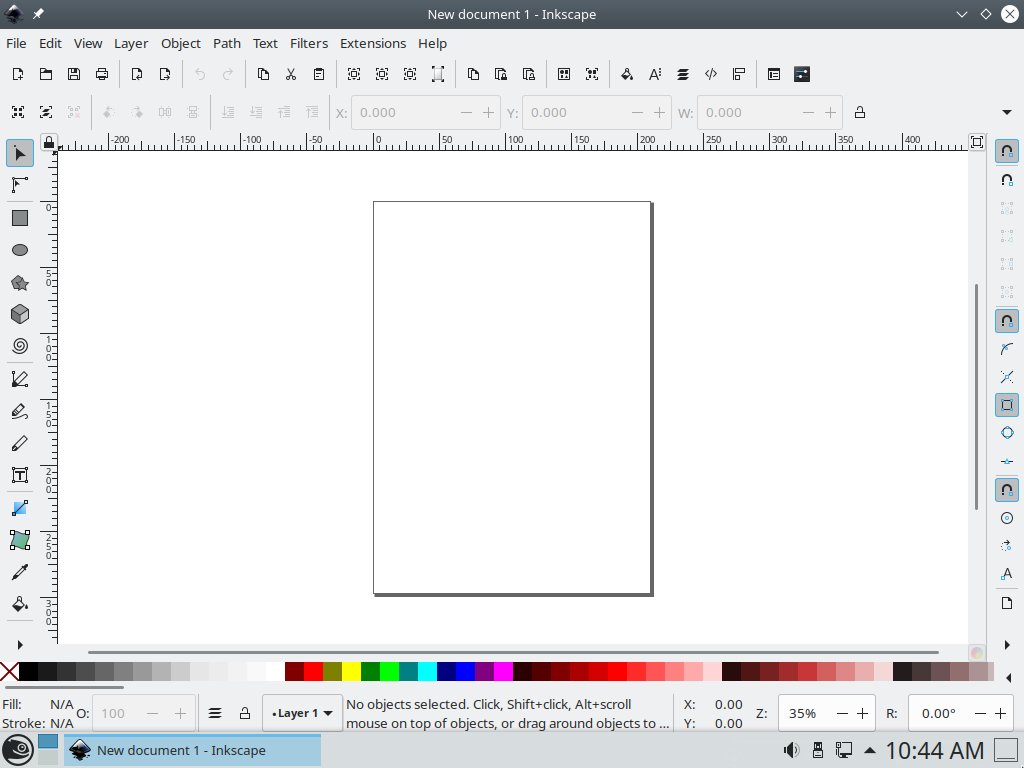 New document 1 - Inkscape
File Edit View Layer Object Path Text Filters Extensions Help
X: 0.000 Y: 0.000 W: 0.000
-200 -150 -100 -50 0 50 100 150 200 250 300 350 400
0
50
100
150
200
250
300
Fill: N/A
Stroke: N/A
O: 100
•Layer 1
No objects selected. Click, Shift+click, Alt+scroll
mouse on top of objects, or drag around objects to ...
X: 0.00
Y: 0.00
Z: 35%
R: 0.00°
New document 1 - Inkscape
10:44 AM